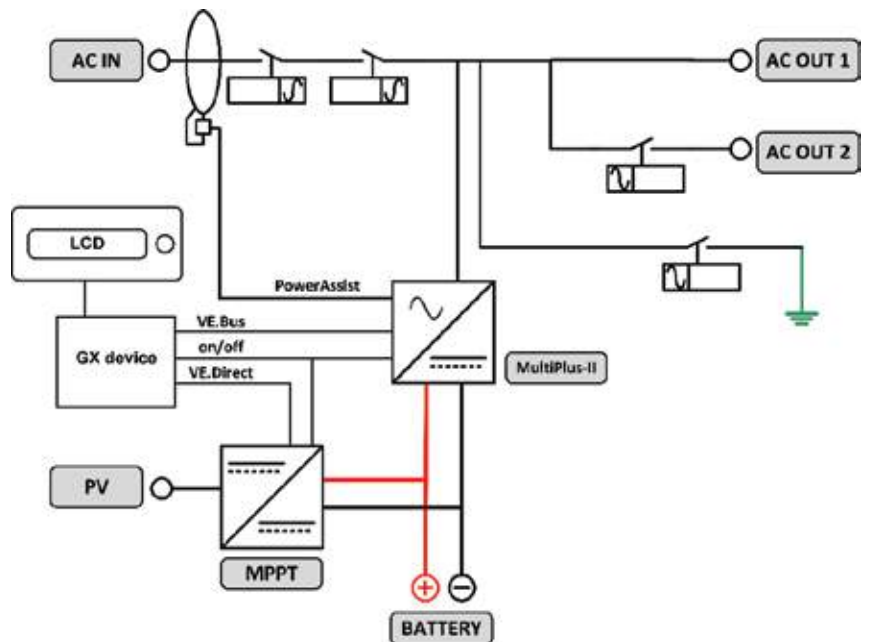 AC IN
AC OUT 1
AC OUT 2
LCD
PowerAssist
VE.Bus
GX device
on/off
MultiPlus-II
VE.Direct
PV
MPPT
BATTERY